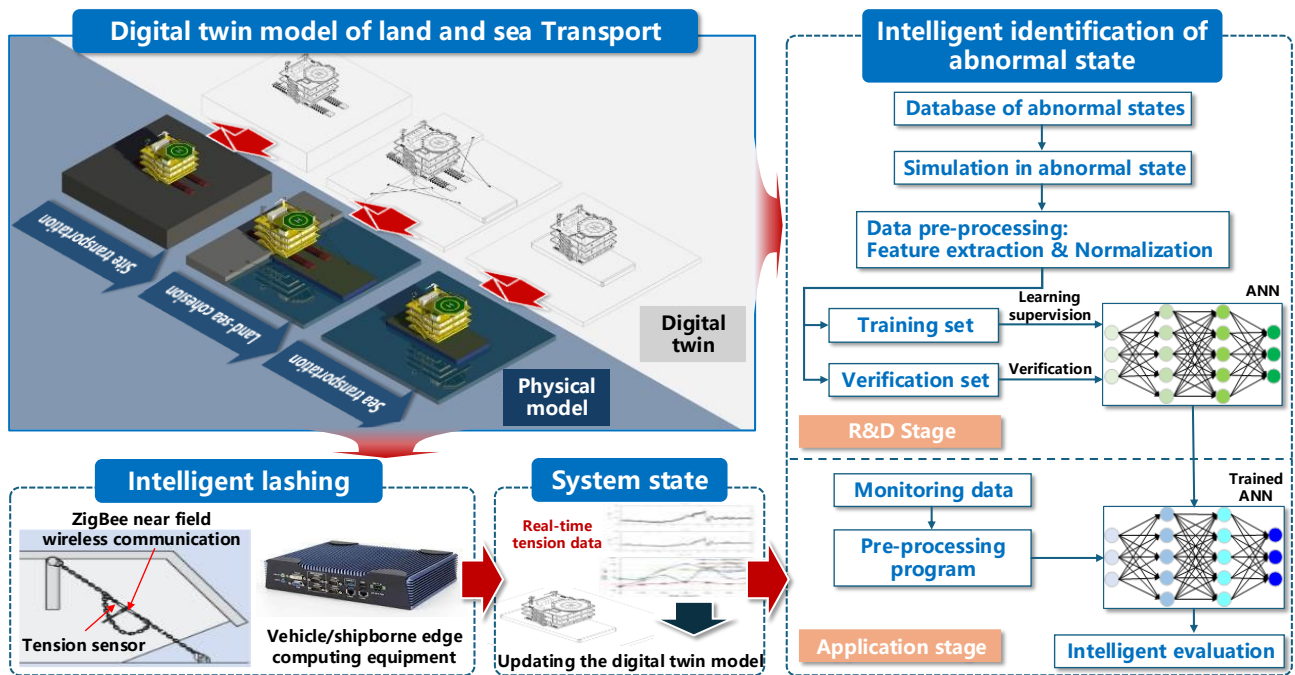 Digital twin model of land and sea Transport
Site transportation
Land-sea cohesion
Sea transportation
Digital
twin
Physical
model
Intelligent lashing
ZigBee near field
wireless communication
Tension sensor
Vehicle/shipborne edge
computing equipment
System state
Real-time
tension data
Updating the digital twin model
Intelligent identification of
abnormal state
Database of abnormal states
Simulation in abnormal state
Data pre-processing:
Feature extraction & Normalization
Training set
Learning
supervision
ANN
Verification set
Verification
R&D Stage
Monitoring data
Pre-processing
program
Trained
ANN
Application stage
Intelligent evaluation